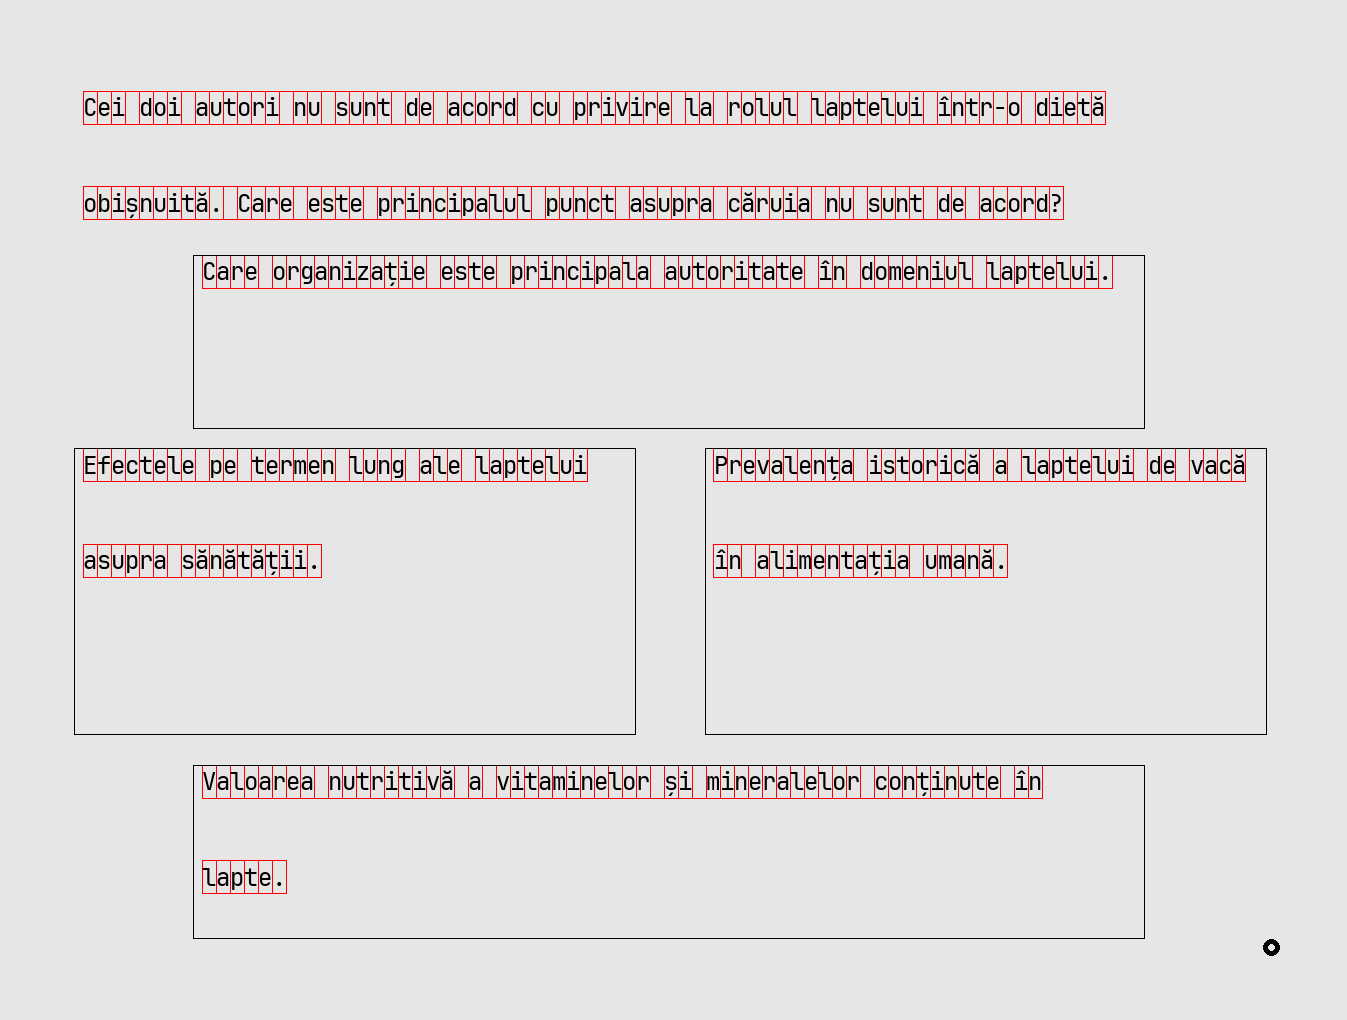 Cei doi autori nu sunt de acord cu privire la rolul laptelui într-o dietă
obișnuită. Care este principalul punct asupra căruia nu sunt de acord?
Care organizație este principala autoritate în domeniul laptelui.
Efectele pe termen lung ale laptelui
asupra sănătății.
Prevalența istorică a laptelui de vacă
în alimentația umană.
Valoarea nutritivă a vitaminelor și mineralelor conținute în
lapte.